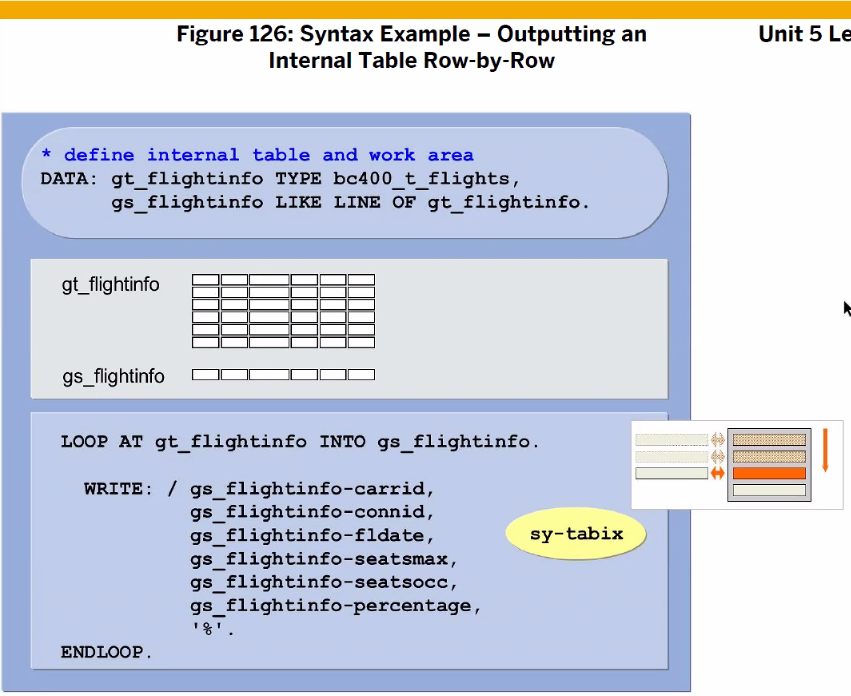 Figure 126: Syntax Example – Outputting an
Internal Table Row-by-Row
Unit 5 Le
* define internal table and work area
DATA: gt_flightinfo TYPE bc400_t_flights,
gs_flightinfo LIKE LINE OF gt_flightinfo.
gt_flightinfo
gs_flightinfo
LOOP AT gt_flightinfo INTO gs_flightinfo.
WRITE: / gs_flightinfo-carrid,
gs_flightinfo-connid,
gs_flightinfo-fldate,
gs_flightinfo-seatsmax,
gs_flightinfo-seatsocc,
gs_flightinfo-percentage,
'%'.
ENDLOOP.
sy-tabix